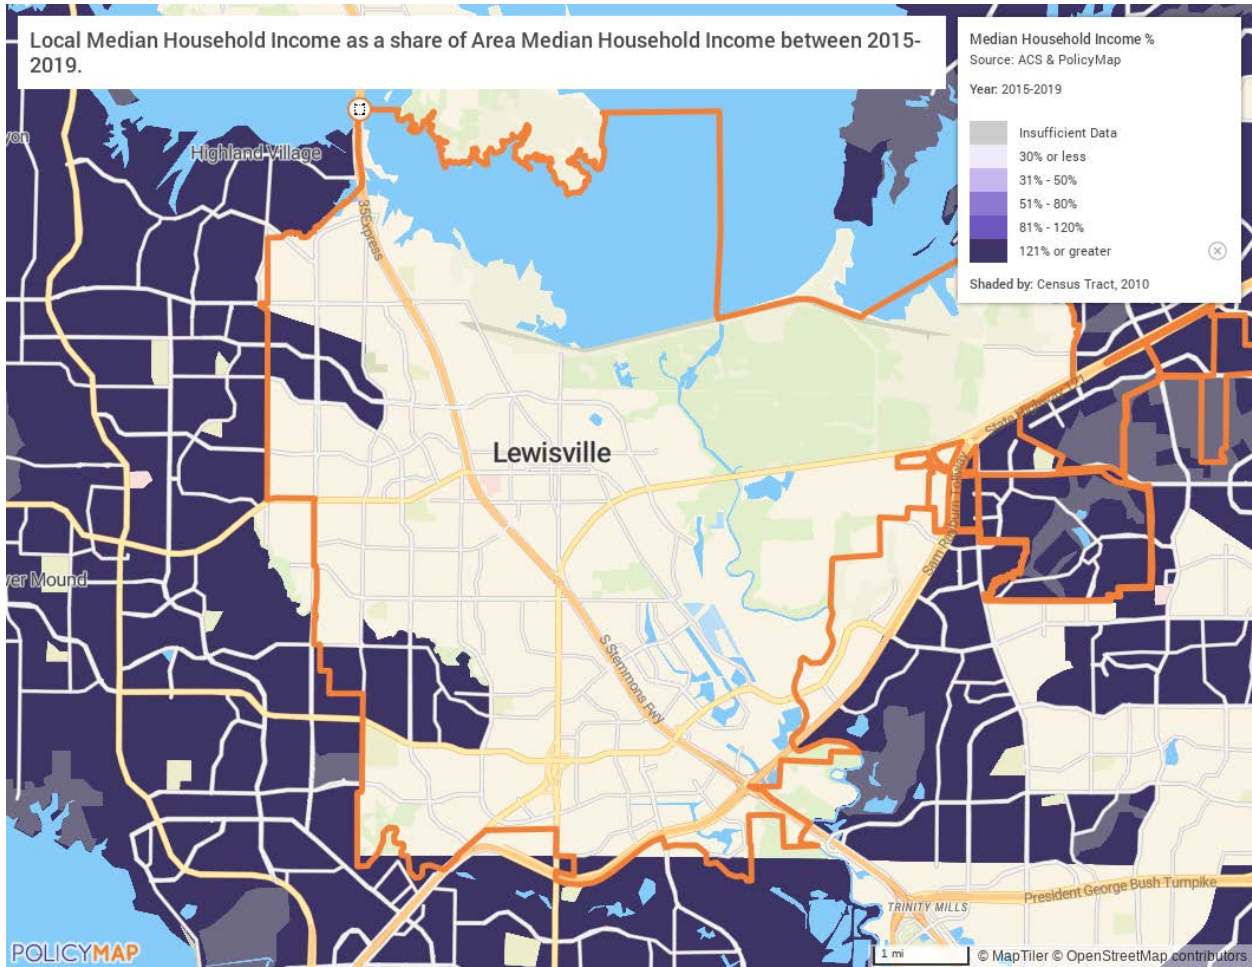 Local Median Household Income as a share of Area Median Household Income between 2015-
2019.
Median Household Income %
Source: ACS & PolicyMap
Year: 2015-2019
Insufficient Data
30% or less
31% - 50%
51% - 80%
81% - 120%
121% or greater
Shaded by: Census Tract, 2010
yon
Highland Village
35Express
State Highway 121
Lewisville
Sam Rayburn Tollway
ver Mound
S Stemmons Fwy
President George Bush Turnpike
TRINITY MILLS
POLICYMAP
1 mi
© MapTiler © OpenStreetMap contributors